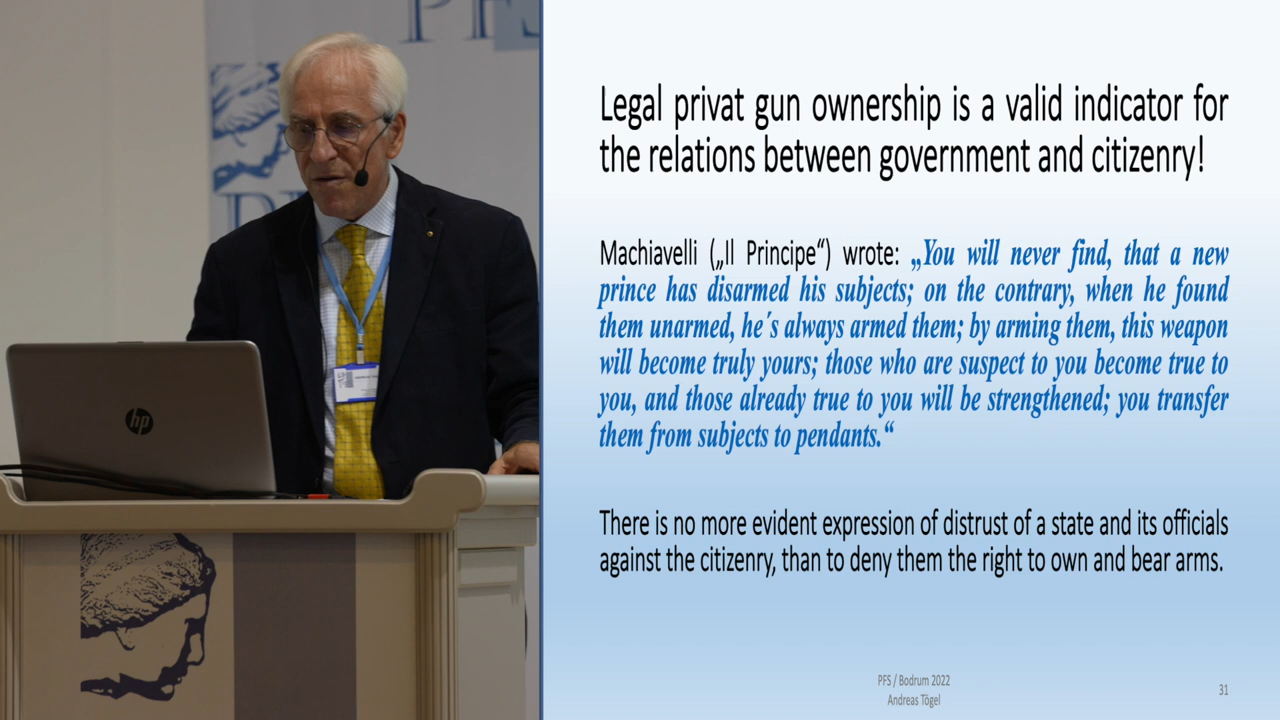 PFS
hp
Legal privat gun ownership is a valid indicator for
the relations between government and citizenry!
Machiavelli („Il Principe“) wrote: „You will never find, that a new
prince has disarmed his subjects; on the contrary, when he found
them unarmed, he´s always armed them; by arming them, this weapon
will become truly yours; those who are suspect to you become true to
you, and those already true to you will be strengthened; you transfer
them from subjects to pendants.“
There is no more evident expression of distrust of a state and its officials
against the citizenry, than to deny them the right to own and bear arms.
PFS / Bodrum 2022
Andreas Tögel
31